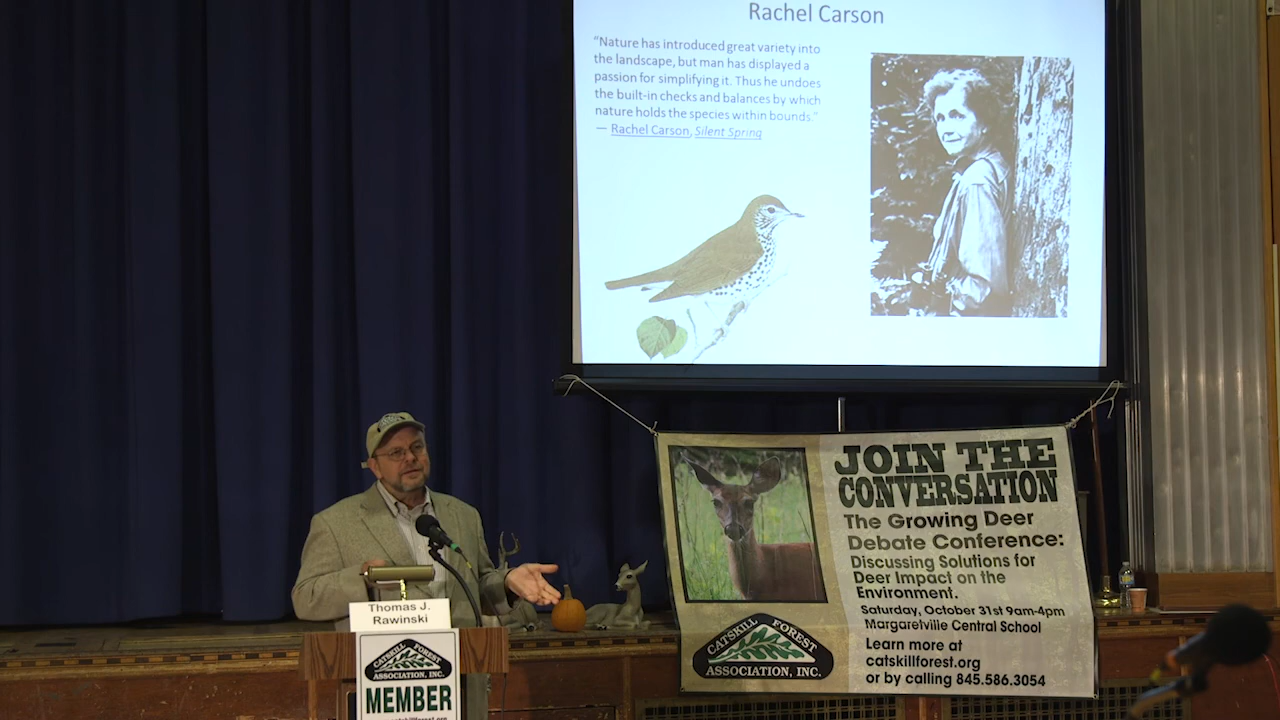 Rachel Carson
“Nature has introduced great variety into
the landscape, but man has displayed a
passion for simplifying it. Thus he undoes
the built-in checks and balances by which
nature holds the species within bounds.”
— Rachel Carson, Silent Spring
JOIN THE
CONVERSATION
The Growing Deer
Debate Conference:
Discussing Solutions for
Deer Impact on the
Environment.
Saturday, October 31st 9am-4pm
Margaretville Central School
Learn more at
catskillforest.org
or by calling 845.586.3054
CATSKILL FOREST
ASSOCIATION, INC.
Thomas J.
Rawinski
CATSKILL FOREST
ASSOCIATION, INC.
MEMBER